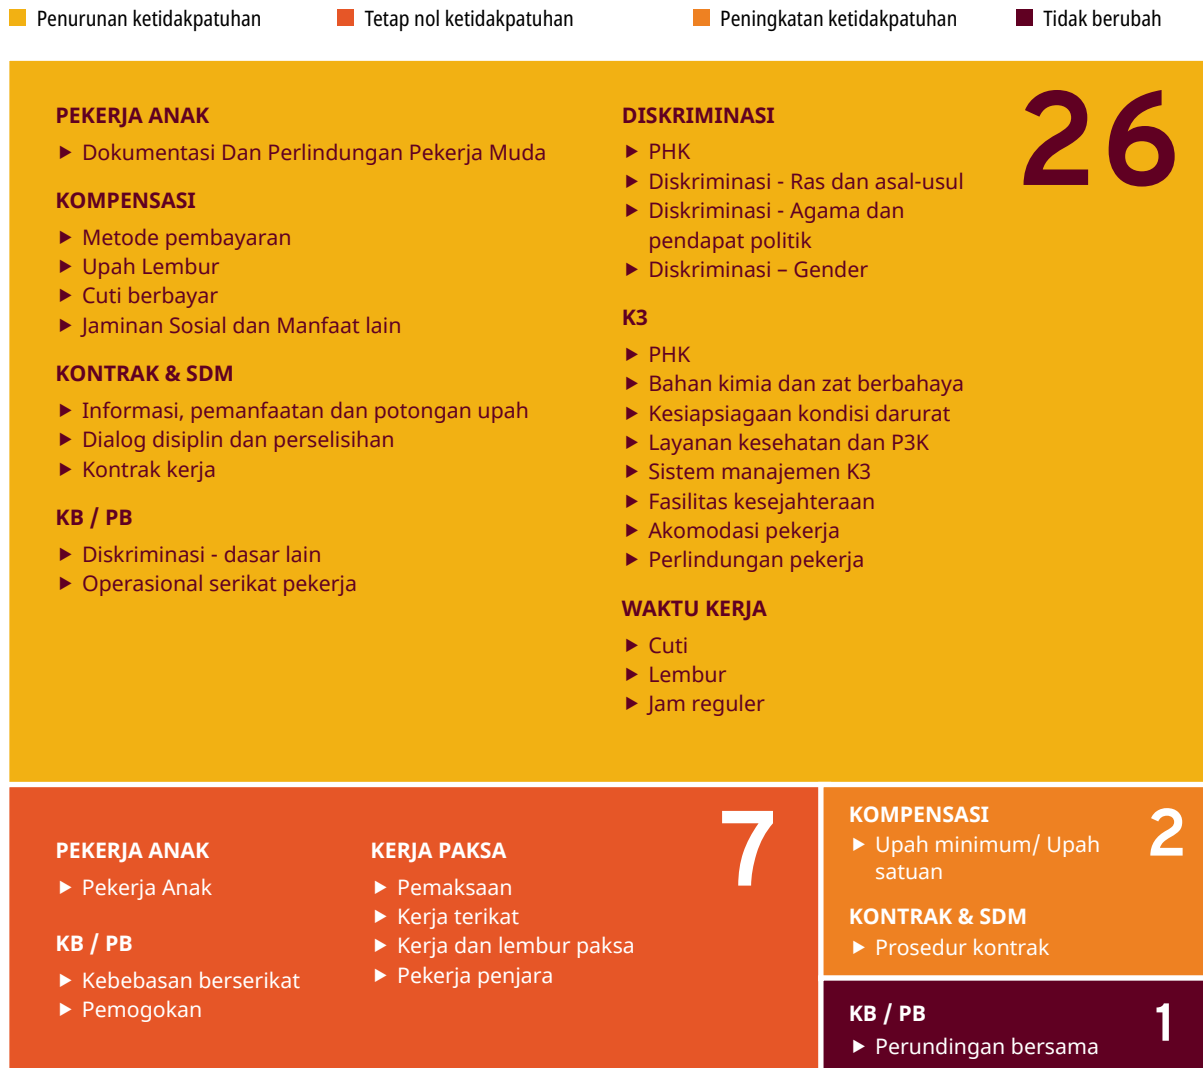 Penurunan ketidakpatuhan
Tetap nol ketidakpatuhan
Peningkatan ketidakpatuhan
Tidak berubah
26
PEKERJA ANAK
Dokumentasi Dan Perlindungan Pekerja Muda
KOMPENSASI
Metode pembayaran
Upah Lembur
Cuti berbayar
Jaminan Sosial dan Manfaat lain
KONTRAK & SDM
Informasi, pemanfaatan dan potongan upah
Dialog disiplin dan perselisihan
Kontrak kerja
KB / PB
Diskriminasi - dasar lain
Operasional serikat pekerja
DISKRIMINASI
PHK
Diskriminasi - Ras dan asal-usul
Diskriminasi - Agama dan
pendapat politik
Diskriminasi – Gender
K3
PHK
Bahan kimia dan zat berbahaya
Kesiapsiagaan kondisi darurat
Layanan kesehatan dan P3K
Sistem manajemen K3
Fasilitas kesejahteraan
Akomodasi pekerja
Perlindungan pekerja
WAKTU KERJA
Cuti
Lembur
Jam reguler
7
PEKERJA ANAK
Pekerja Anak
KB / PB
Kebebasan berserikat
Pemogokan
KERJA PAKSA
Pemaksaan
Kerja terikat
Kerja dan lembur paksa
Pekerja penjara
2
KOMPENSASI
Upah minimum/ Upah
satuan
KONTRAK & SDM
Prosedur kontrak
1
KB / PB
Perundingan bersama